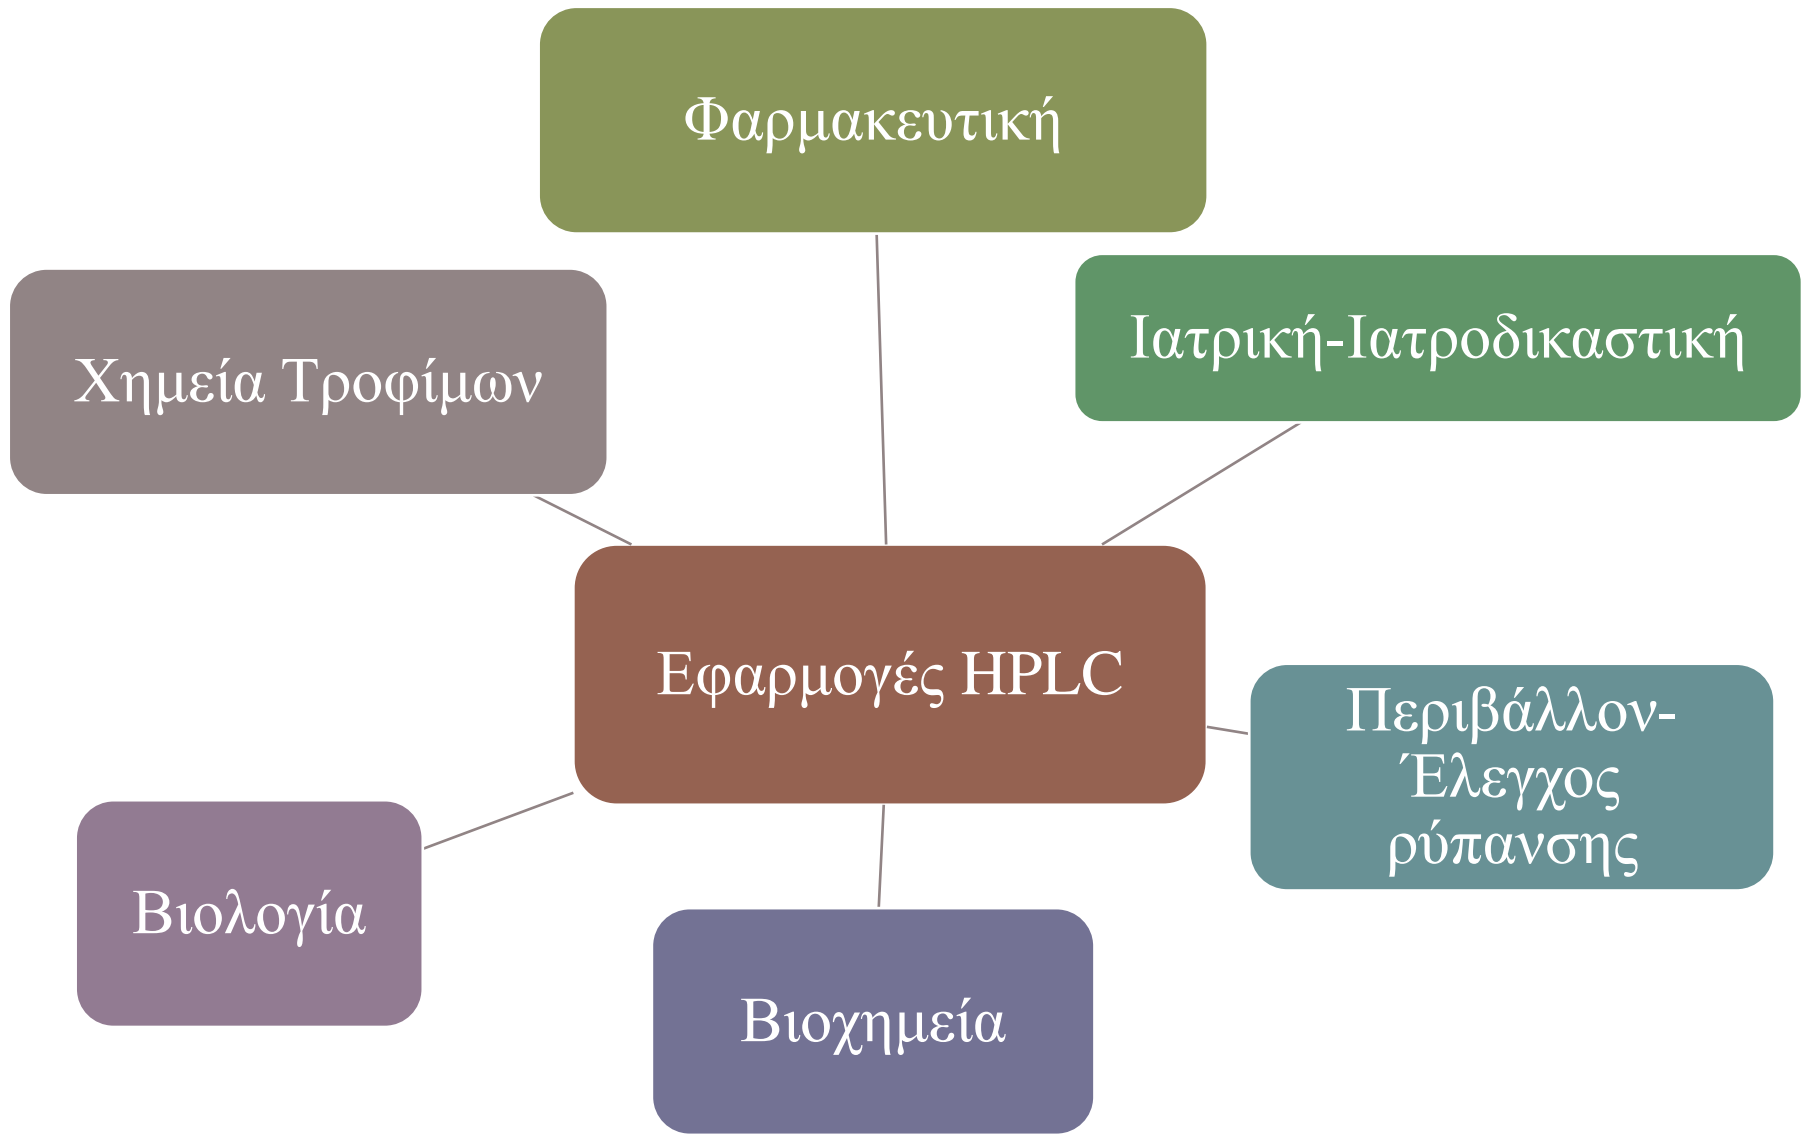 Φαρμακευτική
Ιατρική-Ιατροδικαστική
Χημεία Τροφίμων
Εφαρμογές HPLC
Περιβάλλον-
Έλεγχος
ρύπανσης
Βιολογία
Βιοχημεία